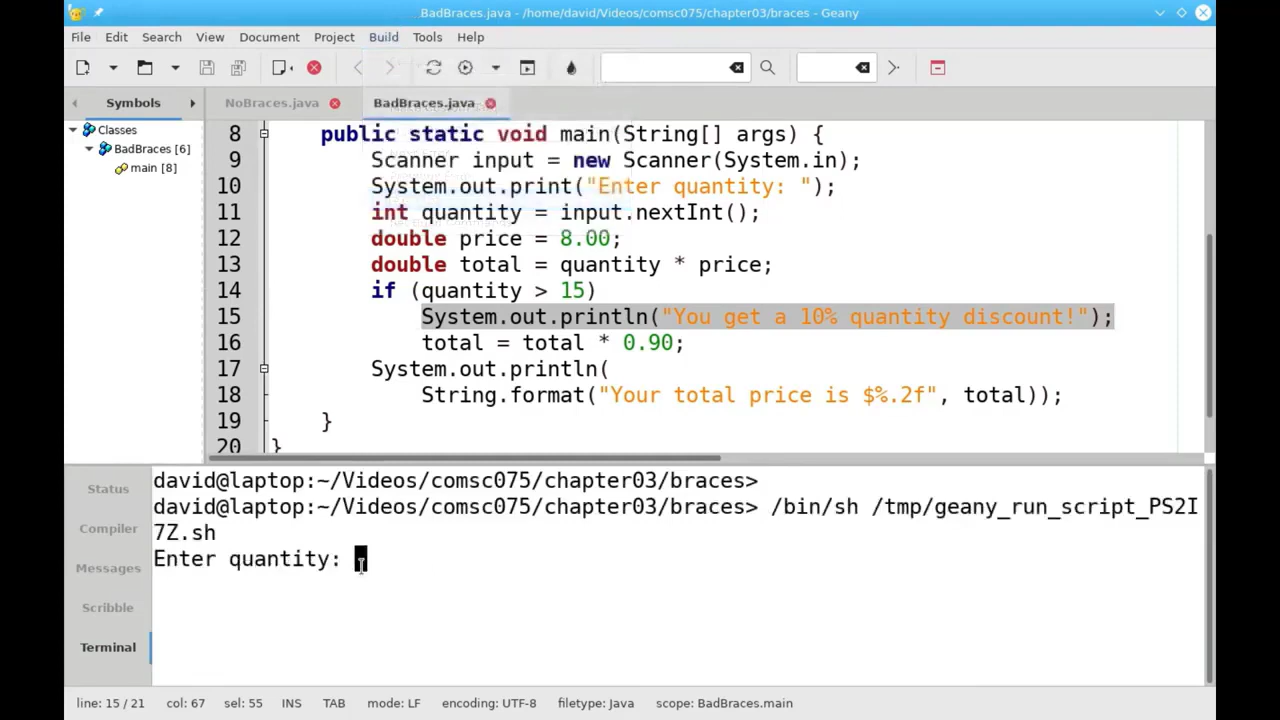 BadBraces.java - /home/david/Videos/comsc075/chapter03/braces - Geany
File Edit Search View Document Project Build Tools Help
Symbols NoBraces.java BadBraces.java
Classes
BadBraces [6]
main [8]
8 public static void main(String[] args) {
9 Scanner input = new Scanner(System.in);
10 System.out.print("Enter quantity: ");
11 int quantity = input.nextInt();
12 double price = 8.00;
13 double total = quantity * price;
14 if (quantity > 15)
15 System.out.println("You get a 10% quantity discount!");
16 total = total * 0.90;
17 System.out.println(
18 String.format("Your total price is $%.2f", total));
19 }
20 }
Status
Compiler
Messages
Scribble
Terminal
david@laptop:~/Videos/comsc075/chapter03/braces>
david@laptop:~/Videos/comsc075/chapter03/braces> /bin/sh /tmp/geany_run_script_PS2I
7Z.sh
Enter quantity:
line: 15 / 21 col: 67 sel: 55 INS TAB mode: LF encoding: UTF-8 filetype: Java scope: BadBraces.main